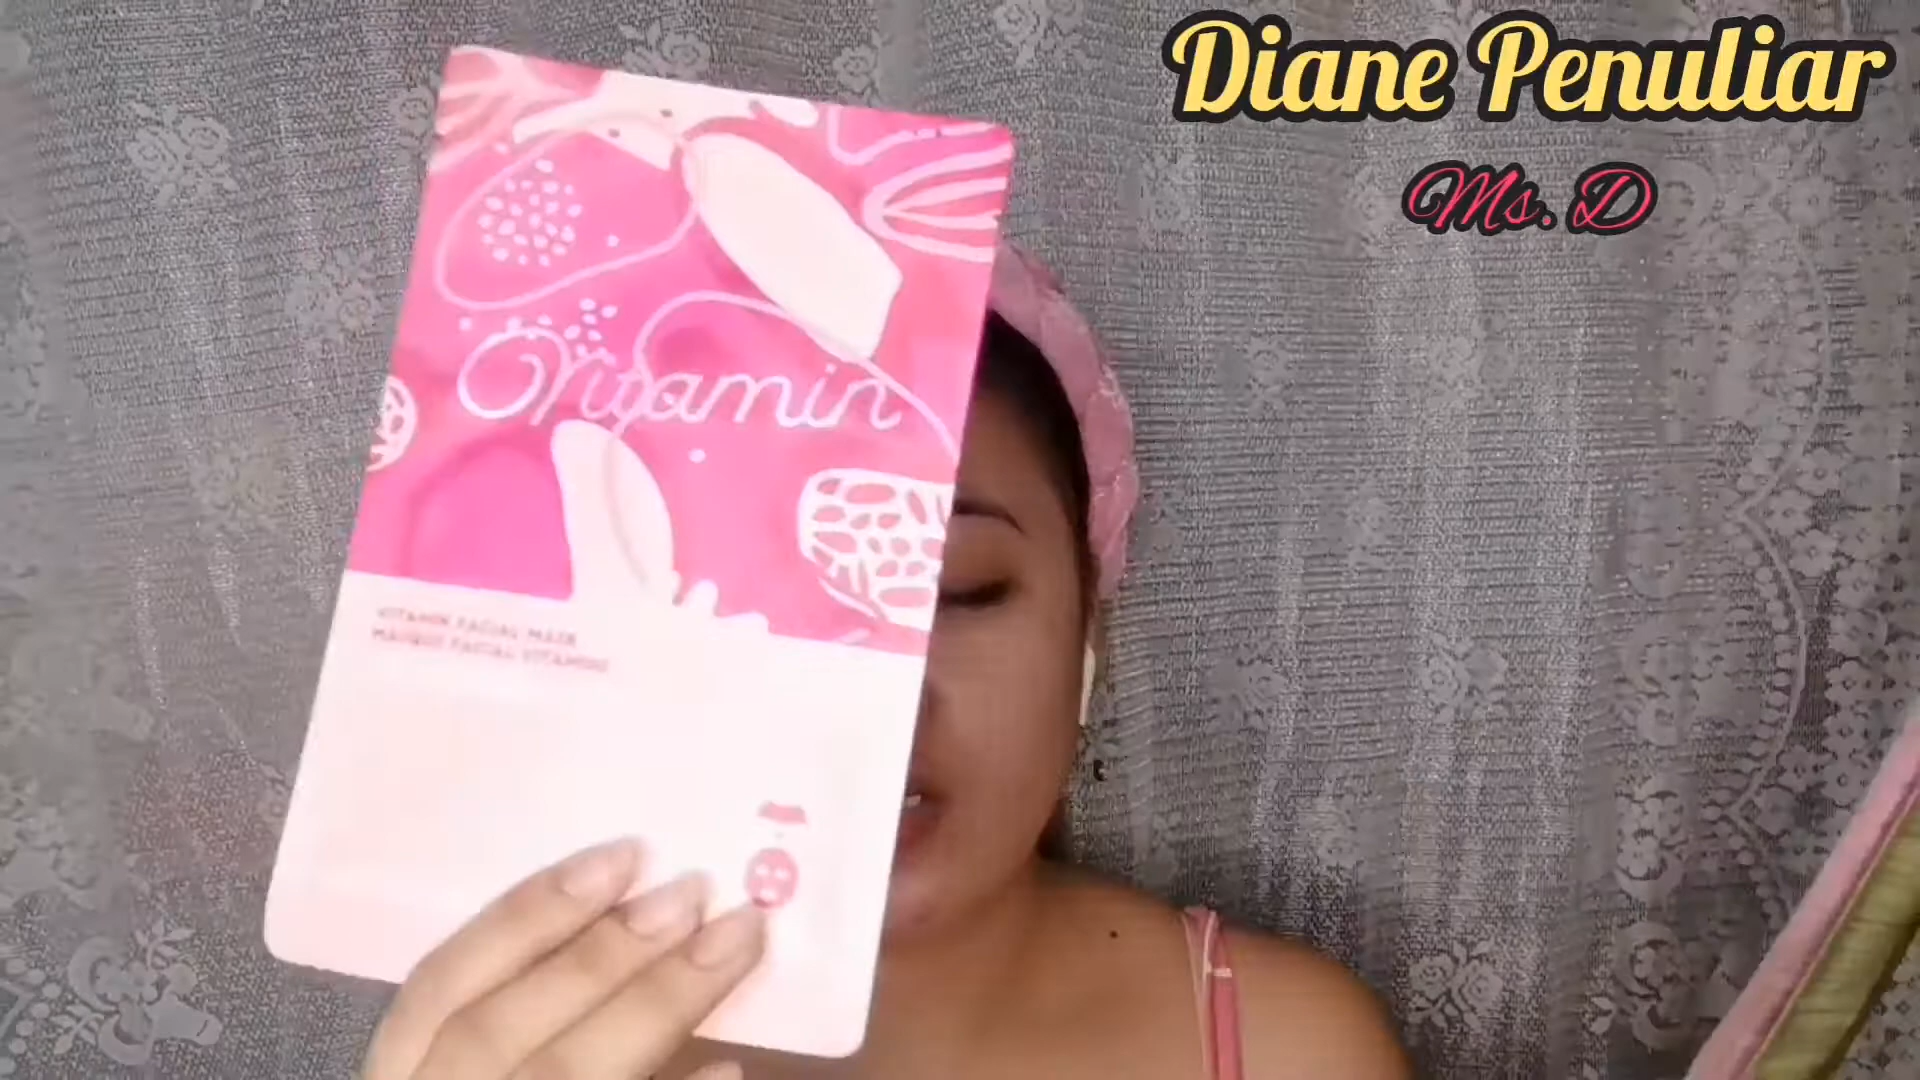 Diane Penuliar
Ms. D
Vitamin
VITAMIN FACIAL MASK
MASQUE FACIAL VITAMINE